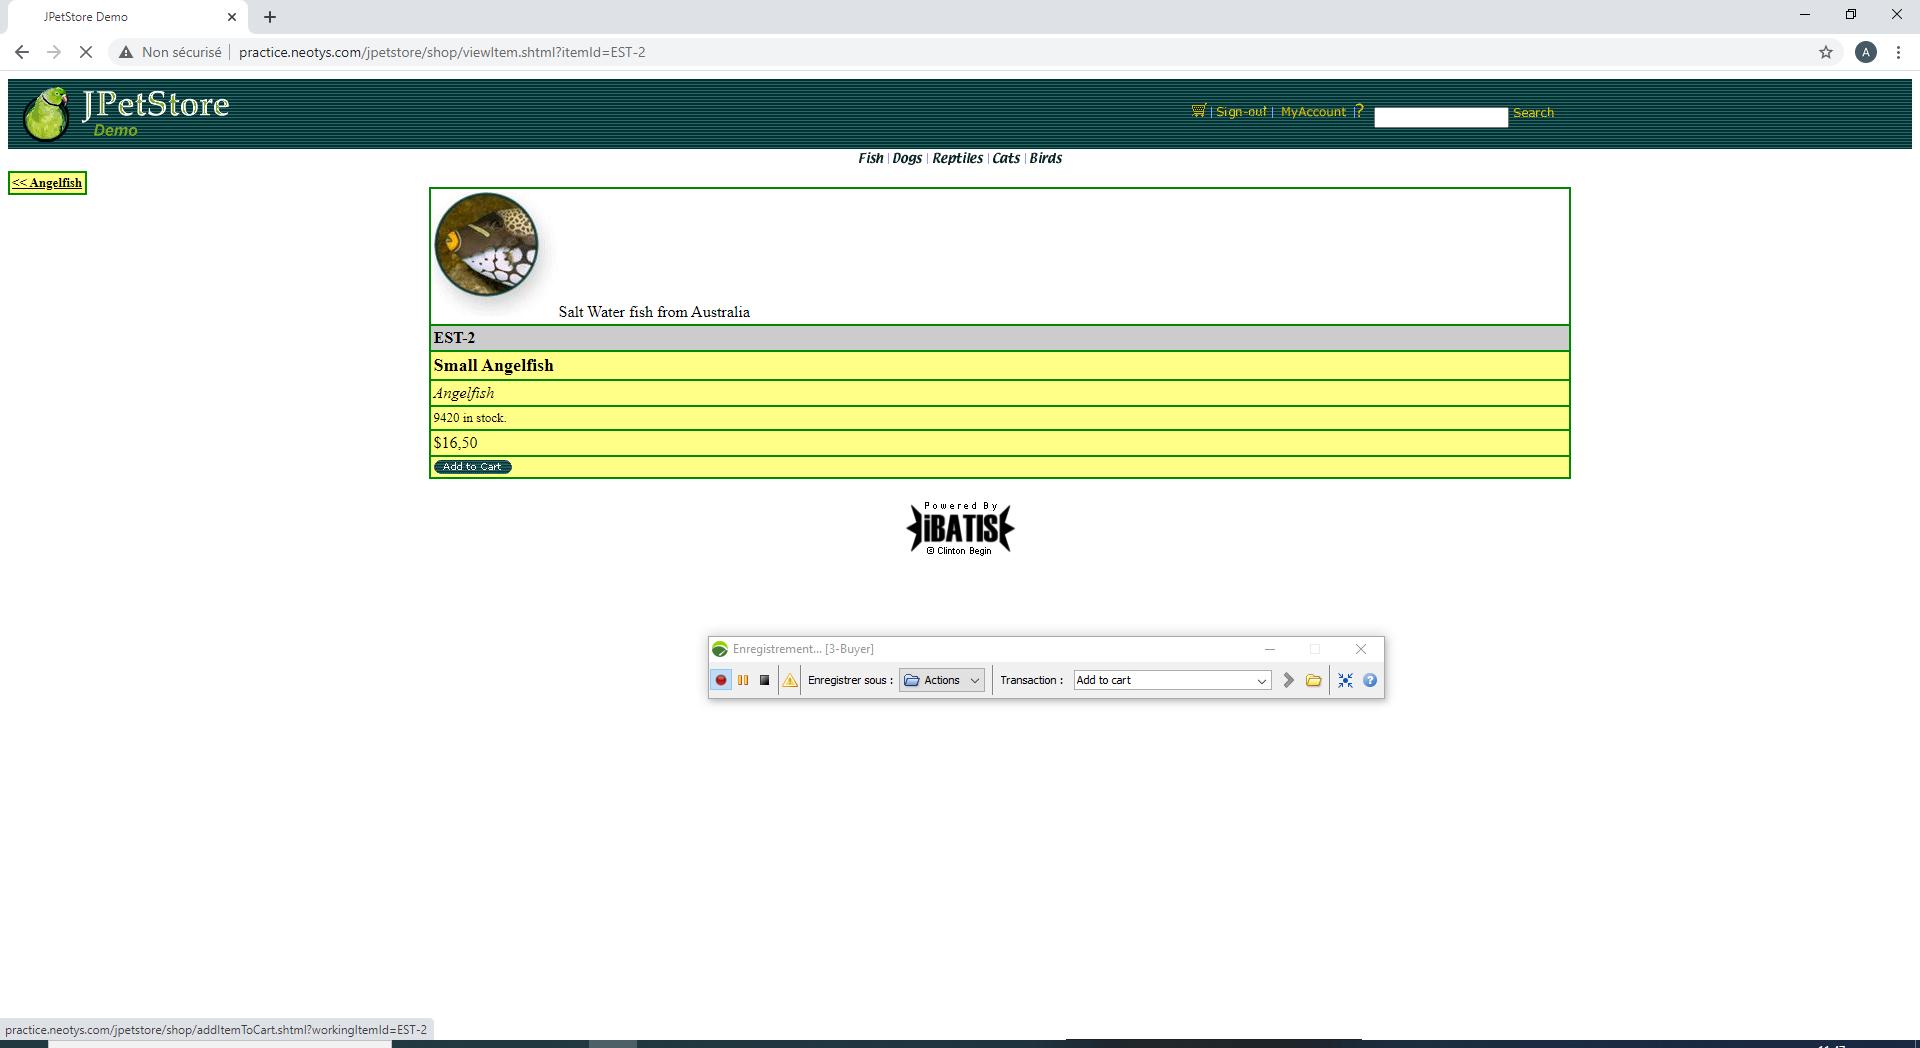 JPetStore Demo
Non sécurisé practice.neotys.com/jpetstore/shop/viewItem.shtml?itemId=EST-2 A
JPetStore
Demo
| Sign-out | MyAccount | ? Search
Fish | Dogs | Reptiles | Cats | Birds
<< Angelfish
Salt Water fish from Australia
EST-2
Small Angelfish
Angelfish
9420 in stock.
$16,50
Add to Cart
Powered By
iBATIS
© Clinton Begin
Enregistrement... [3-Buyer]
Enregistrer sous : Actions Transaction : Add to cart
practice.neotys.com/jpetstore/shop/addItemToCart.shtml?workingItemId=EST-2